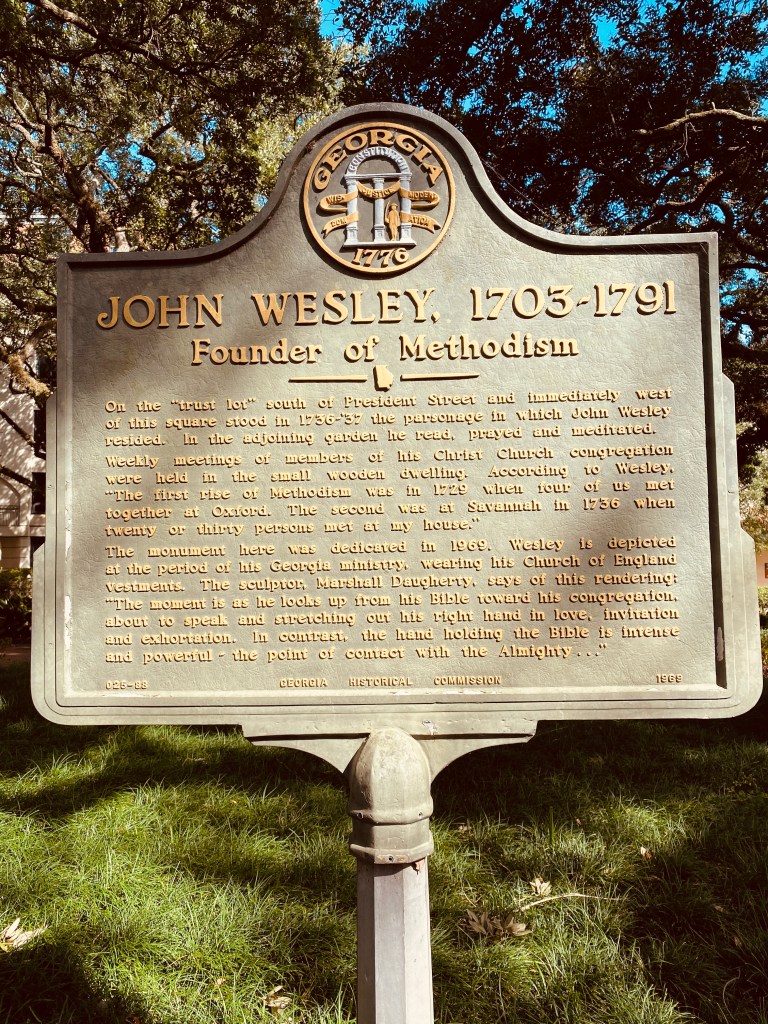 GEORGIA
CONSTITUTION
1776
JOHN WESLEY, 1703-1791
Founder of Methodism
On the "trust lot" south of President Street and immediately west
of this square stood in 1736-'37 the parsonage in which John Wesley
resided. In the adjoining garden he read, prayed and meditated.
Weekly meetings of members of his Christ Church congregation
were held in the small wooden dwelling. According to Wesley,
"The first rise of Methodism was in 1729 when four of us met
together at Oxford. The second was at Savannah in 1736 when
twenty or thirty persons met at my house."
The monument here was dedicated in 1969. Wesley is depicted
at the period of his Georgia ministry, wearing his Church of England
vestments. The sculptor, Marshall Daugherty, says of this rendering:
"The moment is as he looks up from his Bible toward his congregation,
about to speak and stretching out his right hand in love, invitation
and exhortation. In contrast, the hand holding the Bible is intense
and powerful - the point of contact with the Almighty..."
025-88 GEORGIA HISTORICAL COMMISSION 1969